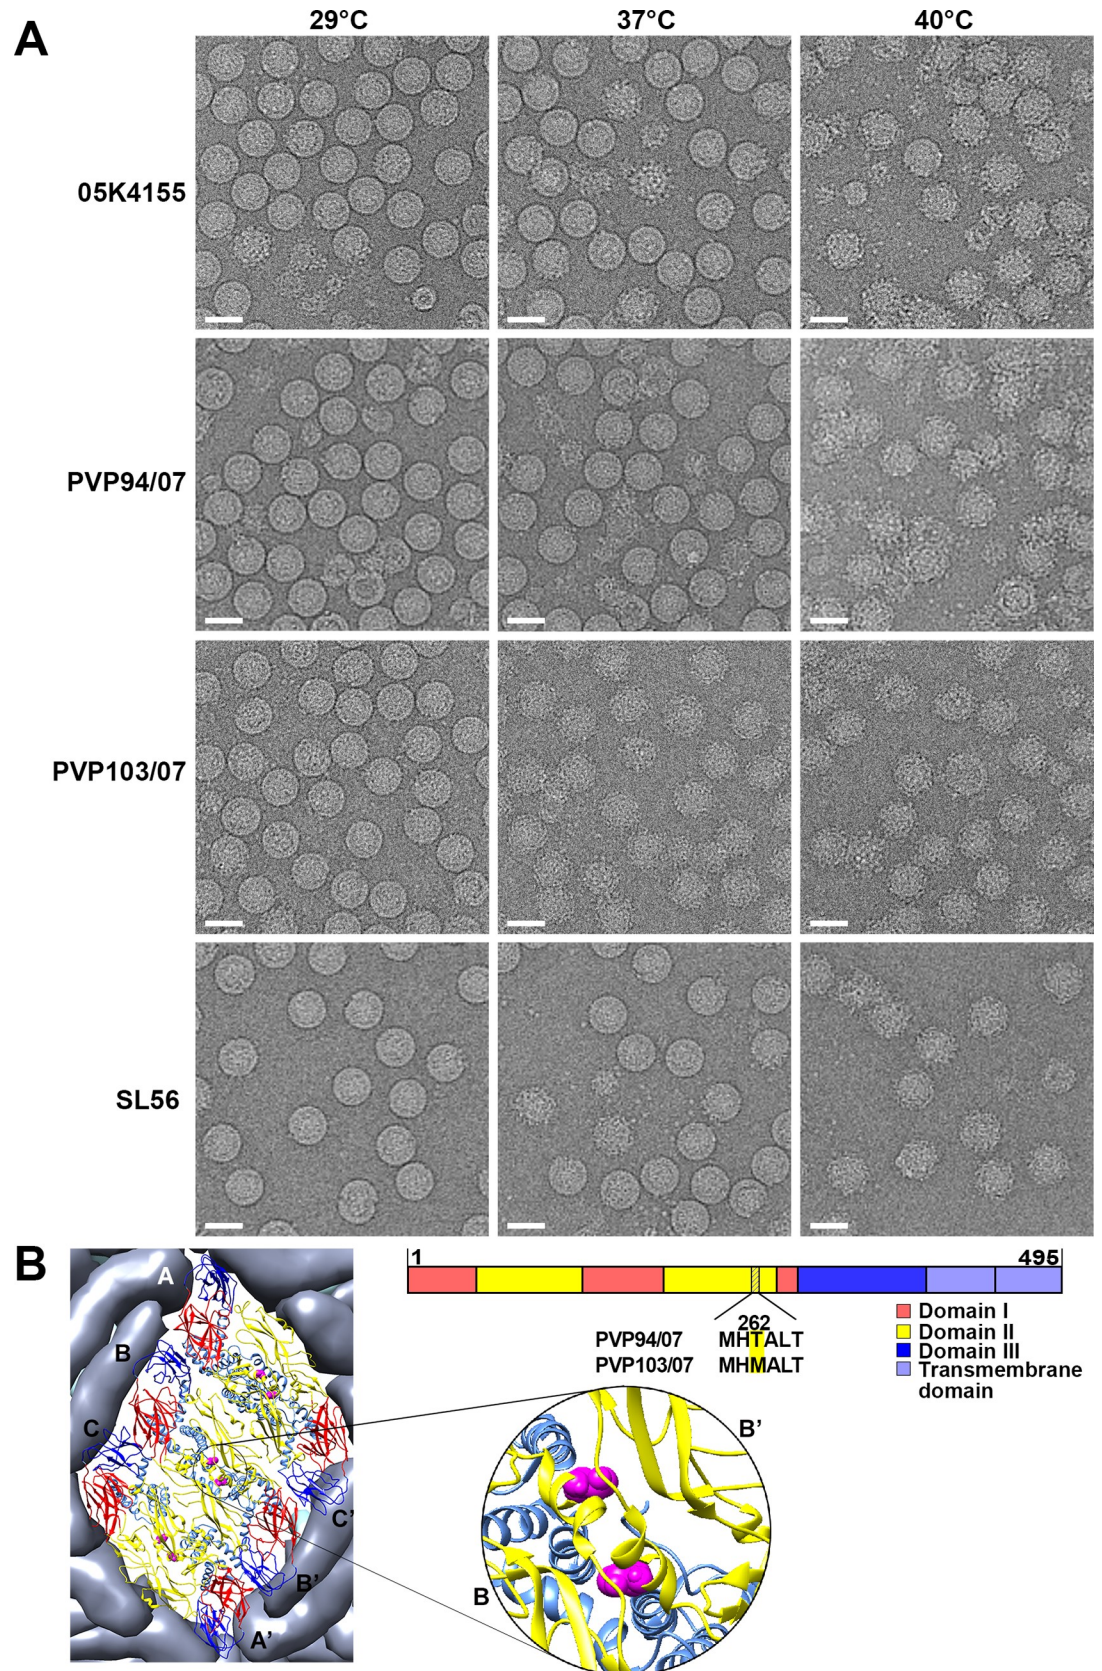 A
29°C 37°C 40°C
05K4155
PVP94/07
PVP103/07
SL56
B
1 495
262
PVP94/07 MHTALT
PVP103/07 MHMALT
Domain I
Domain II
Domain III
Transmembrane
domain
A
B
C
C'
B'
A'
B'
B